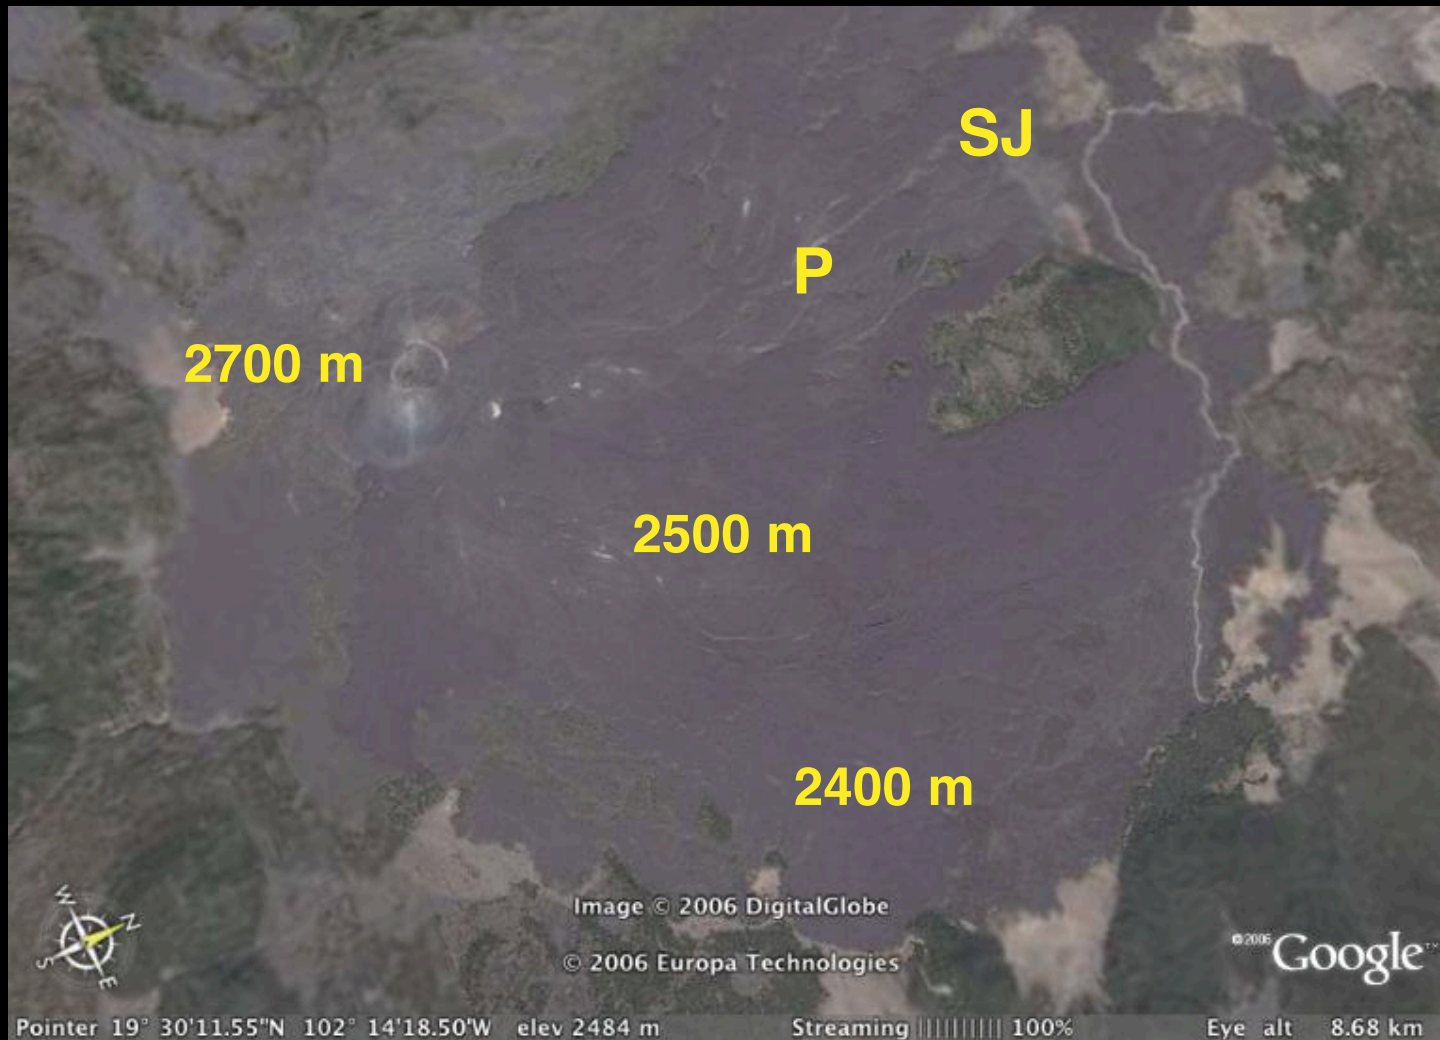 SJ
P
2700 m
2500 m
2400 m
W
N
S
E
Image © 2006 DigitalGlobe
© 2006 Europa Technologies
©2006 Google™
Pointer 19° 30'11.55"N 102° 14'18.50'W elev 2484 m Streaming |||||||||| 100% Eye alt 8.68 km